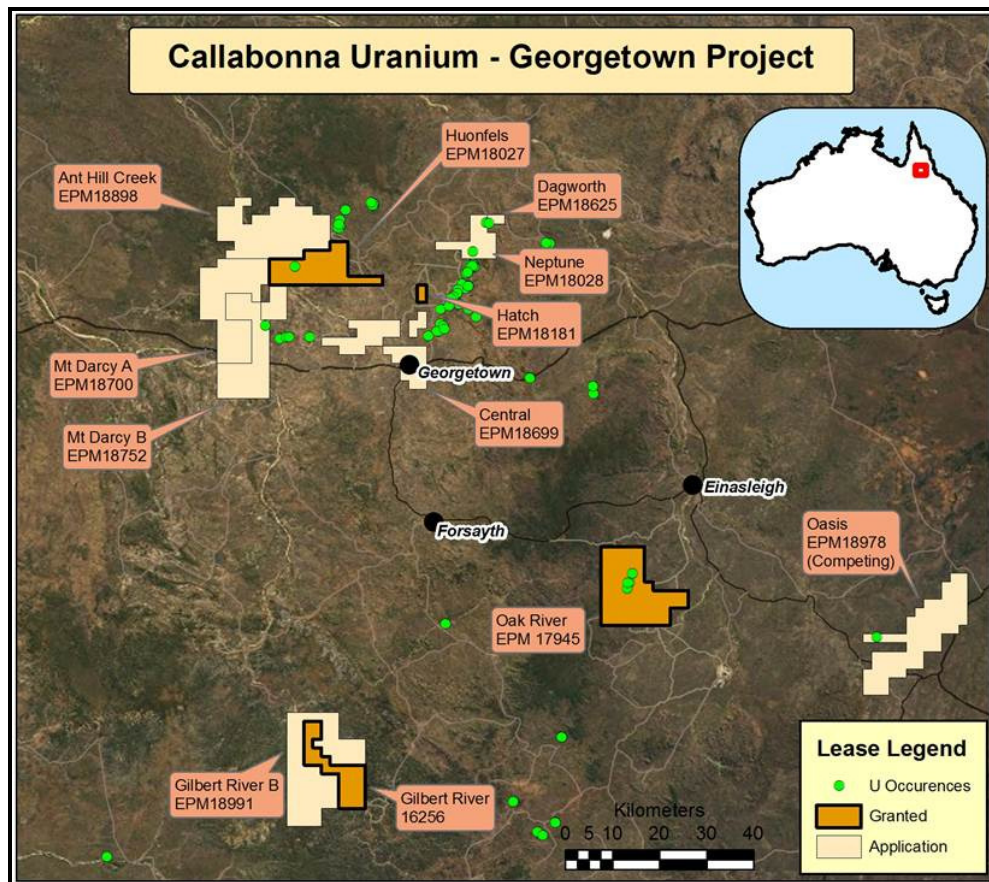 Callabonna Uranium - Georgetown Project
Huonfels
EPM18027
Ant Hill Creek
EPM18898
Dagworth
EPM18625
Neptune
EPM18028
Hatch
EPM18181
Mt Darcy A
EPM18700
Georgetown
Mt Darcy B
EPM18752
Central
EPM18699
Einasleigh
Forsayth
Oasis
EPM18978
(Competing)
Oak River
EPM 17945
Gilbert River B
EPM18991
Gilbert River
16256
Kilometers
0 5 10 20 30 40
Lease Legend
U Occurences
Granted
Application